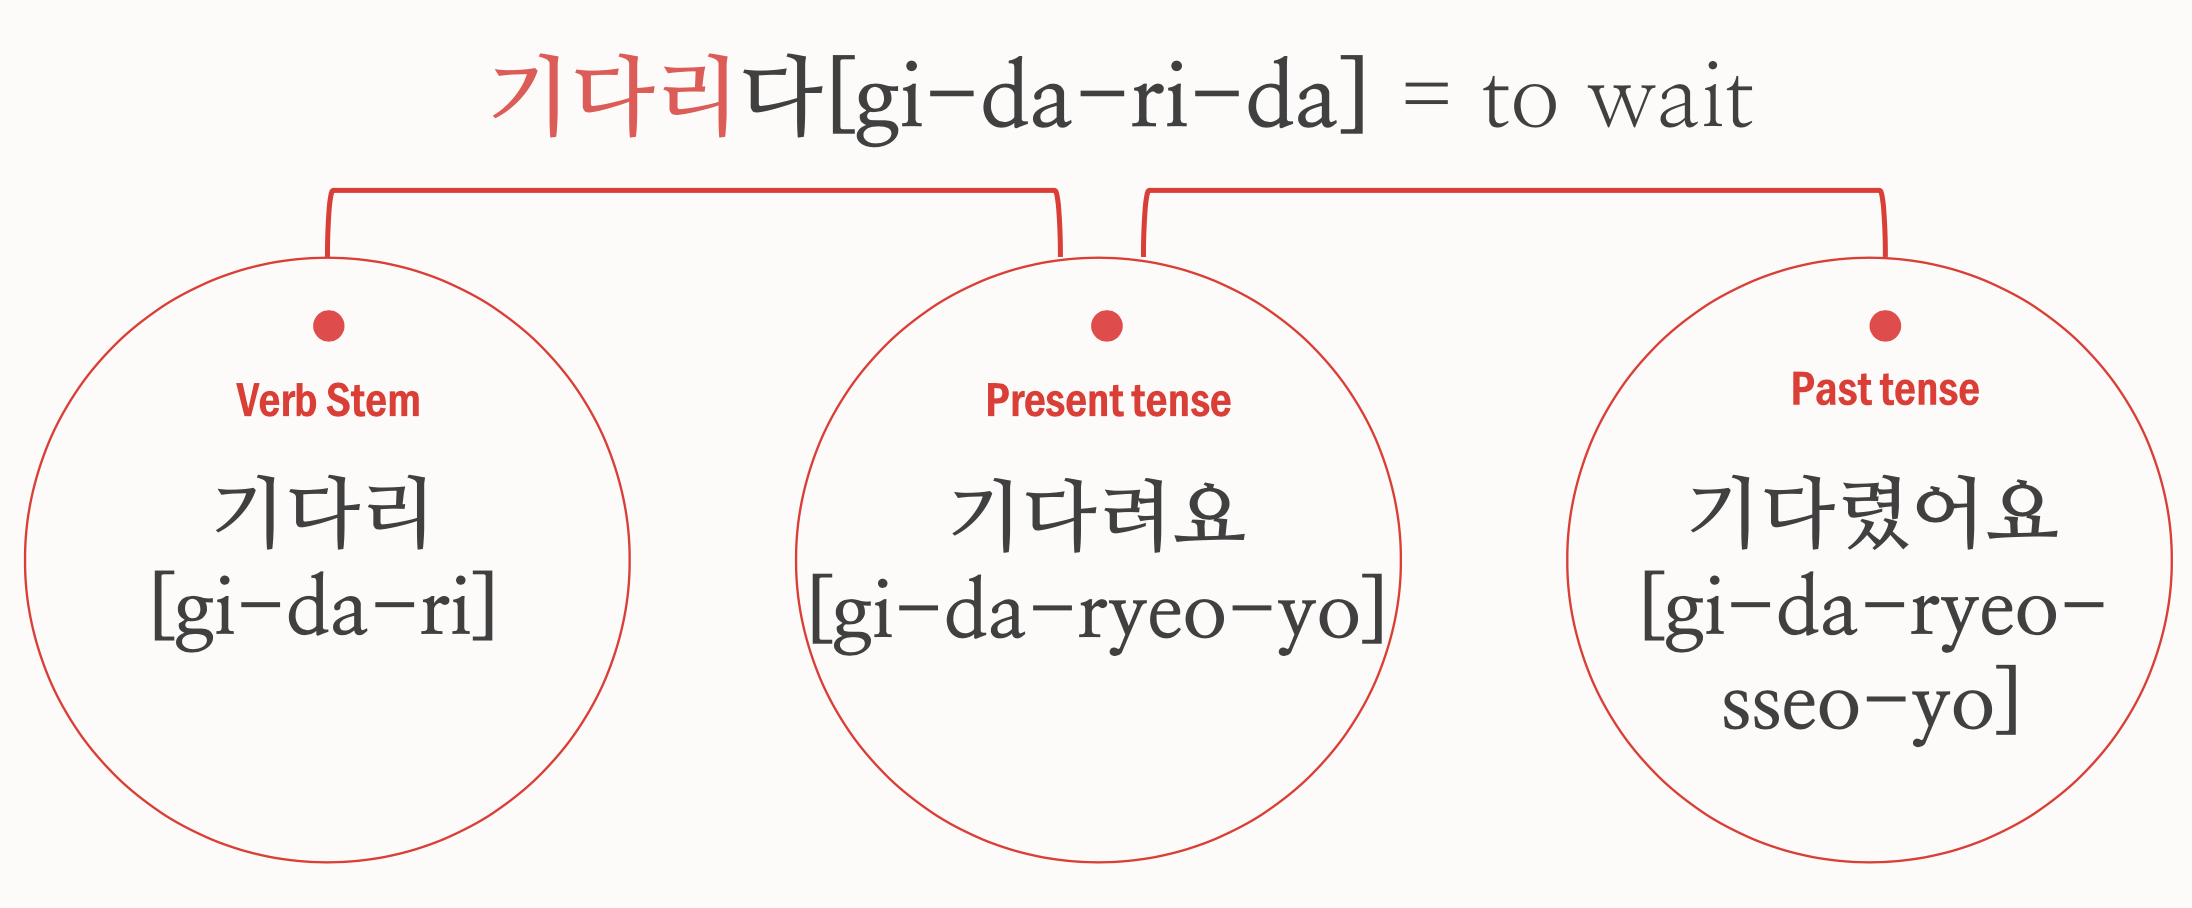 기다리다[gi-da-ri-da] = to wait
Verb Stem
기다리
[gi-da-ri]
Present tense
기다려요
[gi-da-ryeo-yo]
Past tense
기다렸어요
[gi-da-ryeo-
sseo-yo]